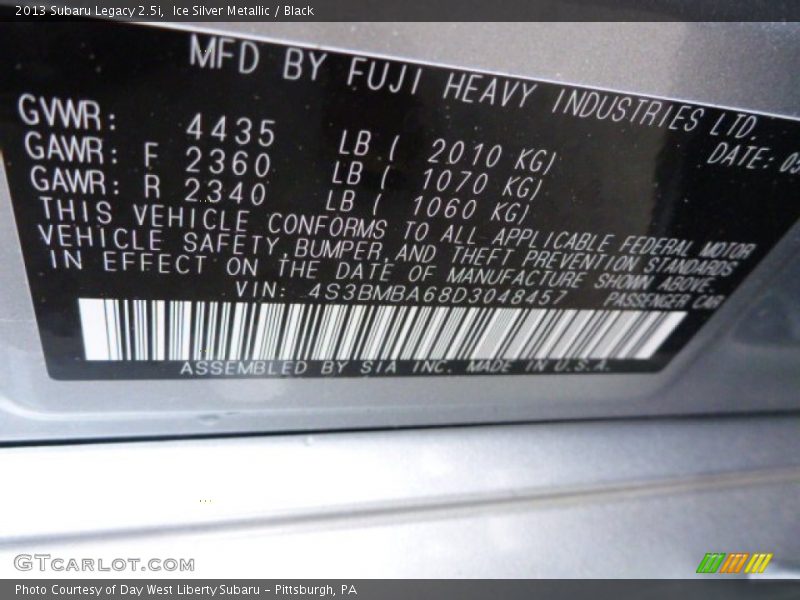 2013 Subaru Legacy 2.5i, Ice Silver Metallic / Black
MFD BY FUJI HEAVY INDUSTRIES LTD.
GVWR: 4435 LB ( 2010 KG) DATE:
GAWR: F 2360 LB ( 1070 KG)
GAWR: R 2340 LB ( 1060 KG)
THIS VEHICLE CONFORMS TO ALL APPLICABLE FEDERAL MOTOR
VEHICLE SAFETY, BUMPER, AND THEFT PREVENTION STANDARDS
IN EFFECT ON THE DATE OF MANUFACTURE SHOWN ABOVE.
VIN: 4S3BMBA68D3048457 PASSENGER CAR
ASSEMBLED BY SIA INC. MADE IN U.S.A.
GTCARLOT.COM
Photo Courtesy of Day West Liberty Subaru - Pittsburgh, PA